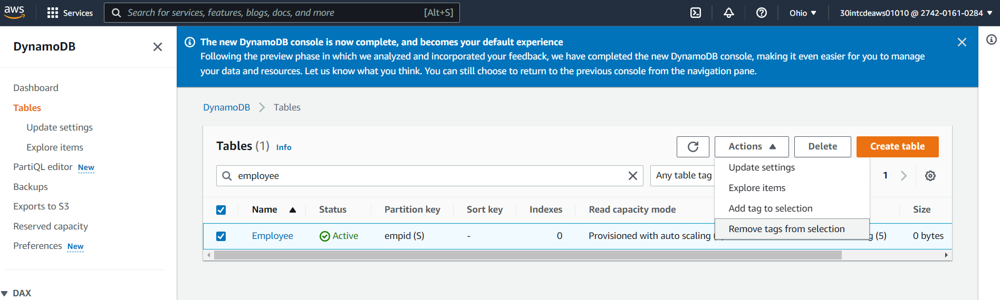 aws
Services
Search for services, features, blogs, docs, and more [Alt+S]
Ohio
30intcdeaws01010 @ 2742-0161-0284
DynamoDB
Dashboard
Tables
Update settings
Explore items
PartiQL editor New
Backups
Exports to S3
Reserved capacity
Preferences New
DAX
The new DynamoDB console is now complete, and becomes your default experience
Following the preview phase in which we analyzed and incorporated your feedback, we have completed the new DynamoDB console, making it even easier for you to manage
your data and resources. Let us know what you think. You can still choose to return to the previous console from the navigation pane.
DynamoDB Tables
Tables (1) Info
Actions
Delete
Create table
employee
Any table tag
1
Update settings
Explore items
Add tag to selection
Remove tags from selection
Name Status Partition key Sort key Indexes Read capacity mode Size
Employee Active empid (S) - 0 Provisioned with auto scaling ( (5) 0 bytes